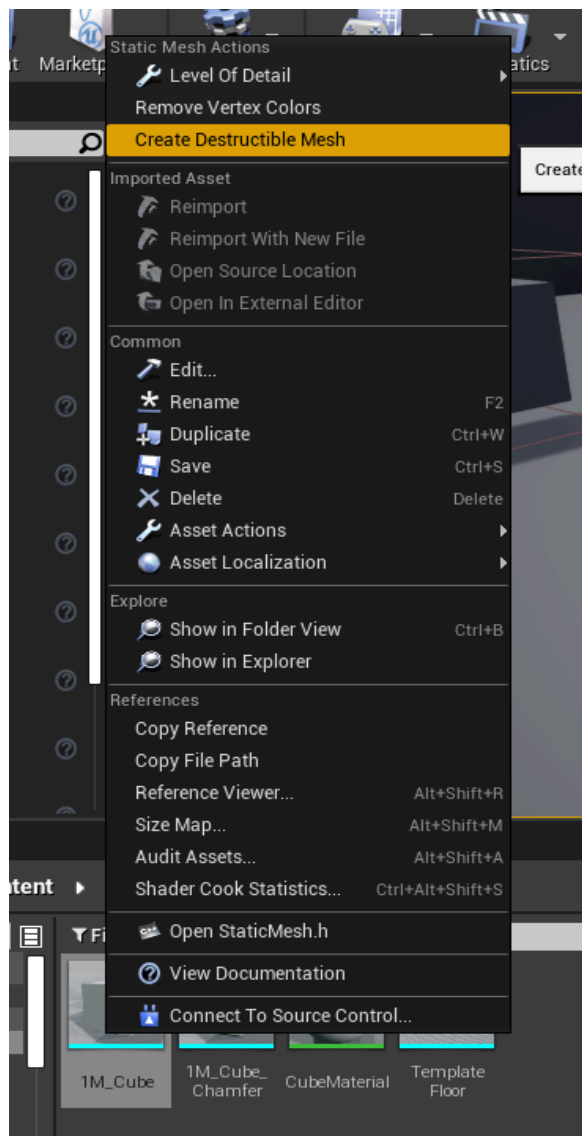 Marketp
atics
Static Mesh Actions
Level Of Detail
Remove Vertex Colors
Create Destructible Mesh
Create
Imported Asset
Reimport
Reimport With New File
Open Source Location
Open In External Editor
Common
Edit...
Rename F2
Duplicate Ctrl+W
Save Ctrl+S
Delete Delete
Asset Actions
Asset Localization
Explore
Show in Folder View Ctrl+B
Show in Explorer
References
Copy Reference
Copy File Path
Reference Viewer... Alt+Shift+R
Size Map... Alt+Shift+M
Audit Assets... Alt+Shift+A
Shader Cook Statistics... Ctrl+Alt+Shift+S
tent
Fi
Open StaticMesh.h
View Documentation
Connect To Source Control...
1M_Cube
1M_Cube_
Chamfer
CubeMaterial
Template
Floor